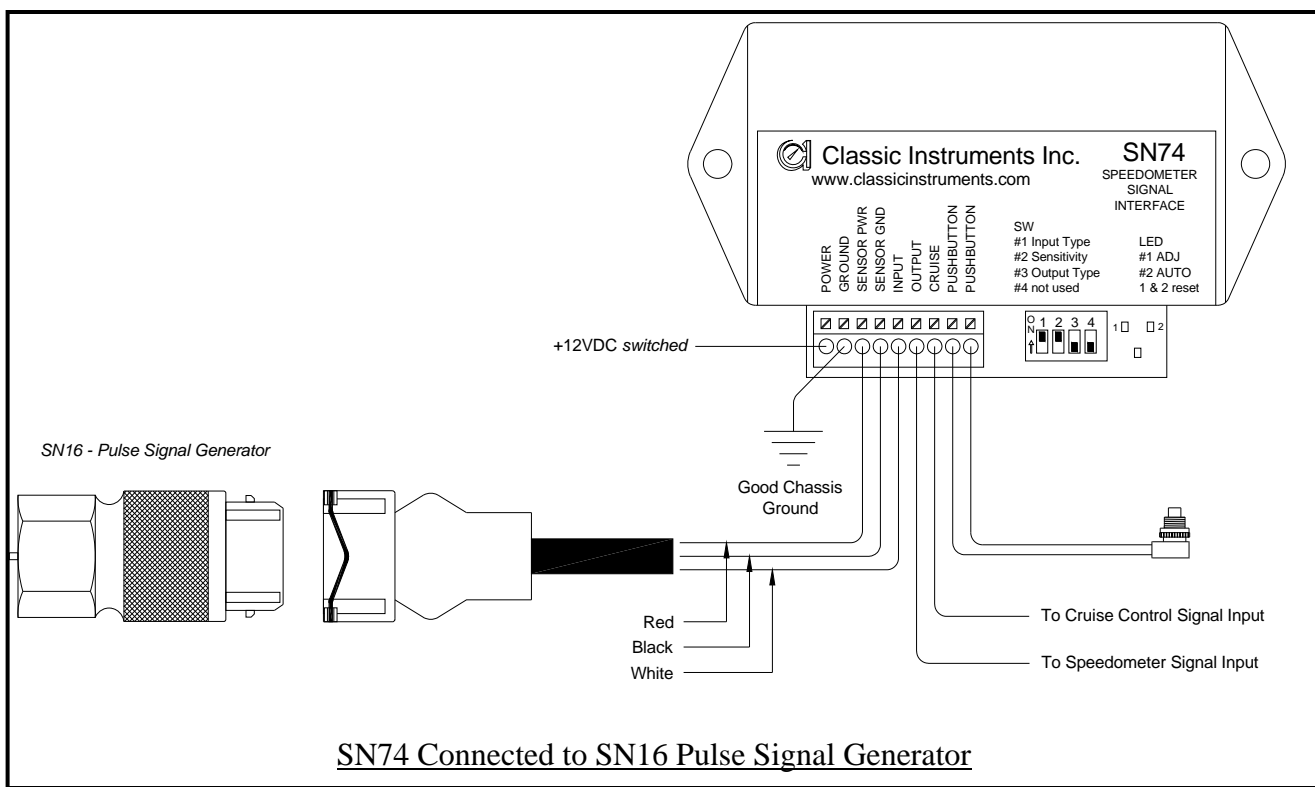 Classic Instruments Inc.
www.classicinstruments.com
SN74
SPEEDOMETER
SIGNAL
INTERFACE
POWER
GROUND
SENSOR PWR
SENSOR GND
INPUT
OUTPUT
CRUISE
PUSHBUTTON
PUSHBUTTON
SW
#1 Input Type
#2 Sensitivity
#3 Output Type
#4 not used
LED
#1 ADJ
#2 AUTO
1 & 2 reset
ON
1 2 3 4
1
2
+12VDC switched
SN16 - Pulse Signal Generator
Good Chassis
Ground
Red
Black
White
To Cruise Control Signal Input
To Speedometer Signal Input
SN74 Connected to SN16 Pulse Signal Generator